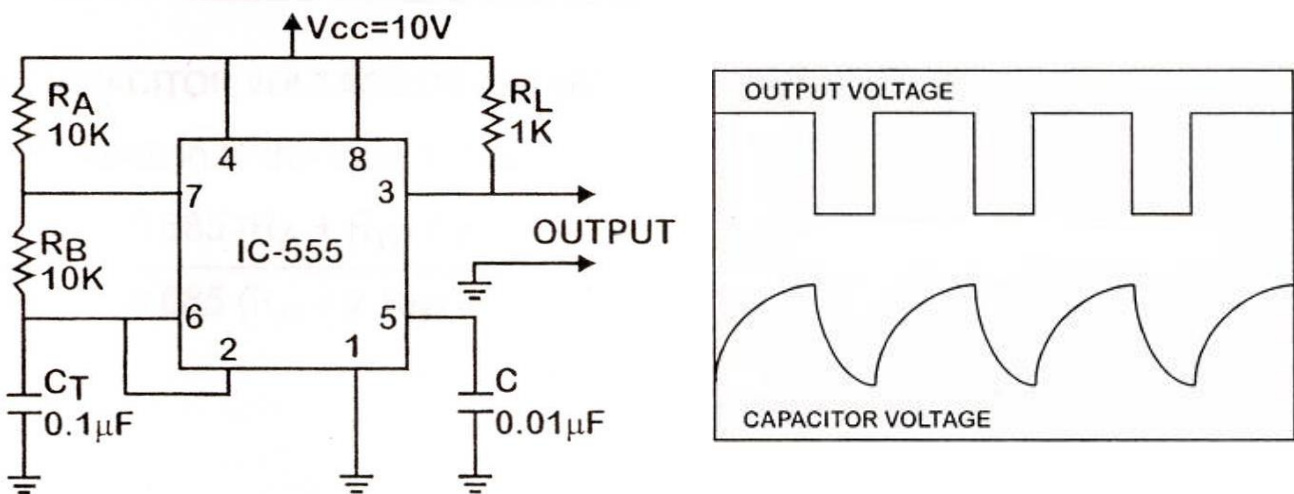 Vcc=10V
RA
10K
RL
1K
4
8
7
3
RB
10K
IC-555
OUTPUT
6
5
2
1
CT
0.1μF
C
0.01μF
OUTPUT VOLTAGE
CAPACITOR VOLTAGE